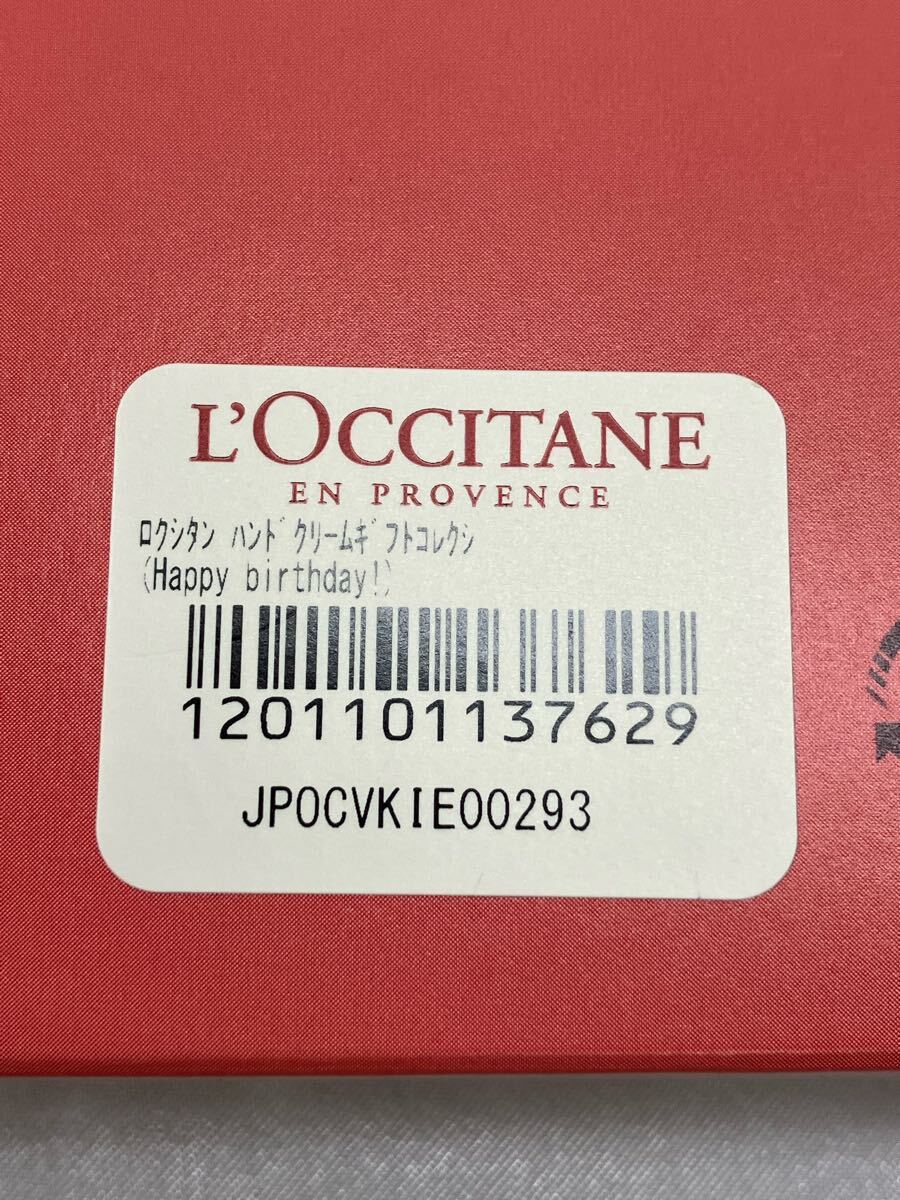 L'OCCITANE
EN PROVENCE
ﾛｸｼﾀﾝ ﾊﾝﾄﾞｸﾘｰﾑｷﾞﾌﾄｺﾚｸｼ
(Happy birthday!)
1201101137629
JPOCVKIE00293